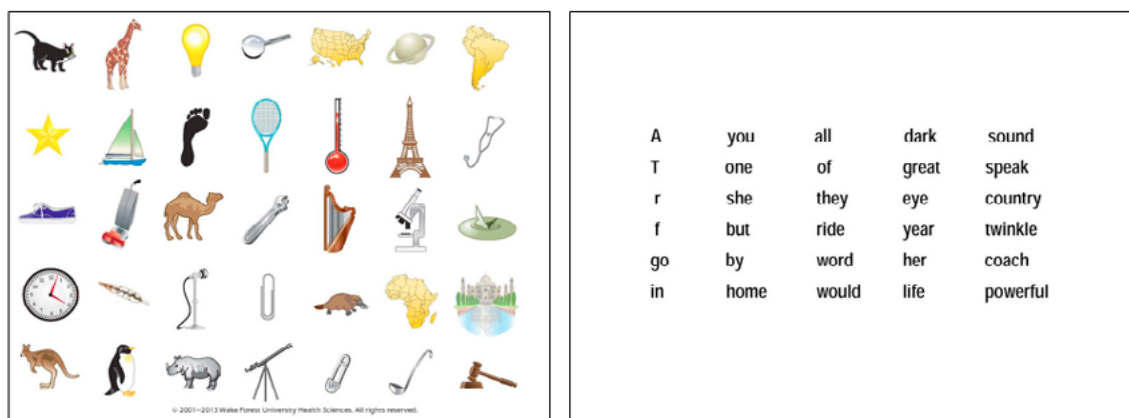 © 2001–2013 Wake Forest University Health Sciences. All rights reserved.
A you all dark sound
T one of great speak
r she they eye country
f but ride year twinkle
go by word her coach
in home would life powerful